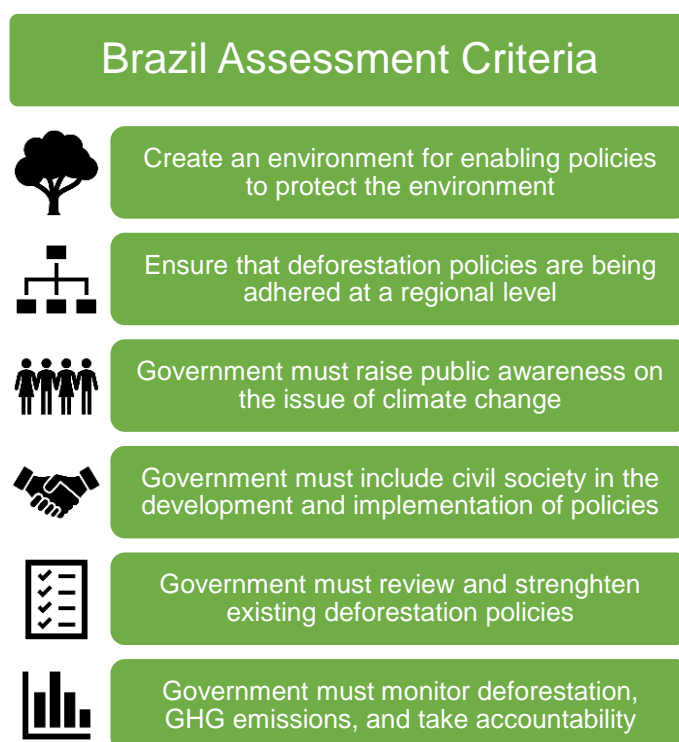 Brazil Assessment Criteria
Create an environment for enabling policies
to protect the environment
Ensure that deforestation policies are being
adhered at a regional level
Government must raise public awareness on
the issue of climate change
Government must include civil society in the
development and implementation of policies
Government must review and strenghten
existing deforestation policies
Government must monitor deforestation,
GHG emissions, and take accountability